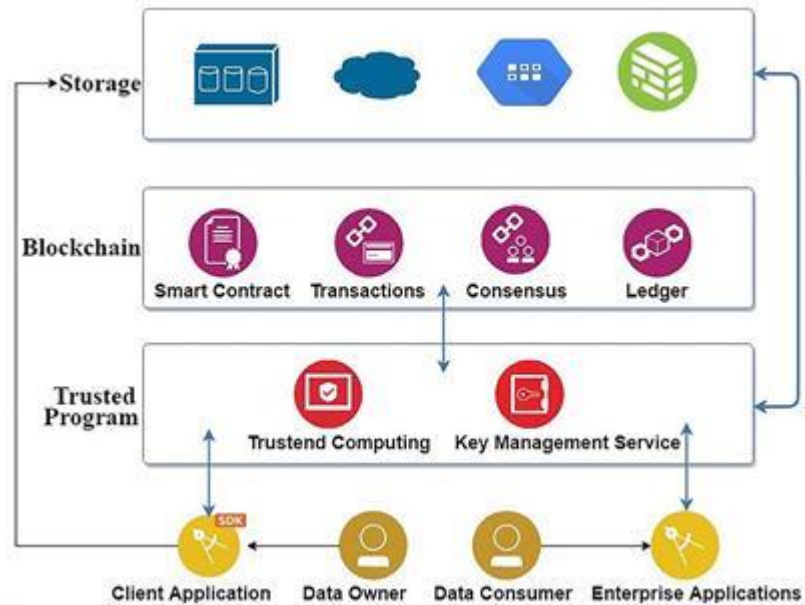 Storage
Blockchain
Smart Contract
Transactions
Consensus
Ledger
Trusted
Program
Trustend Computing
Key Management Service
SDK
Client Application
Data Owner
Data Consumer
Enterprise Applications